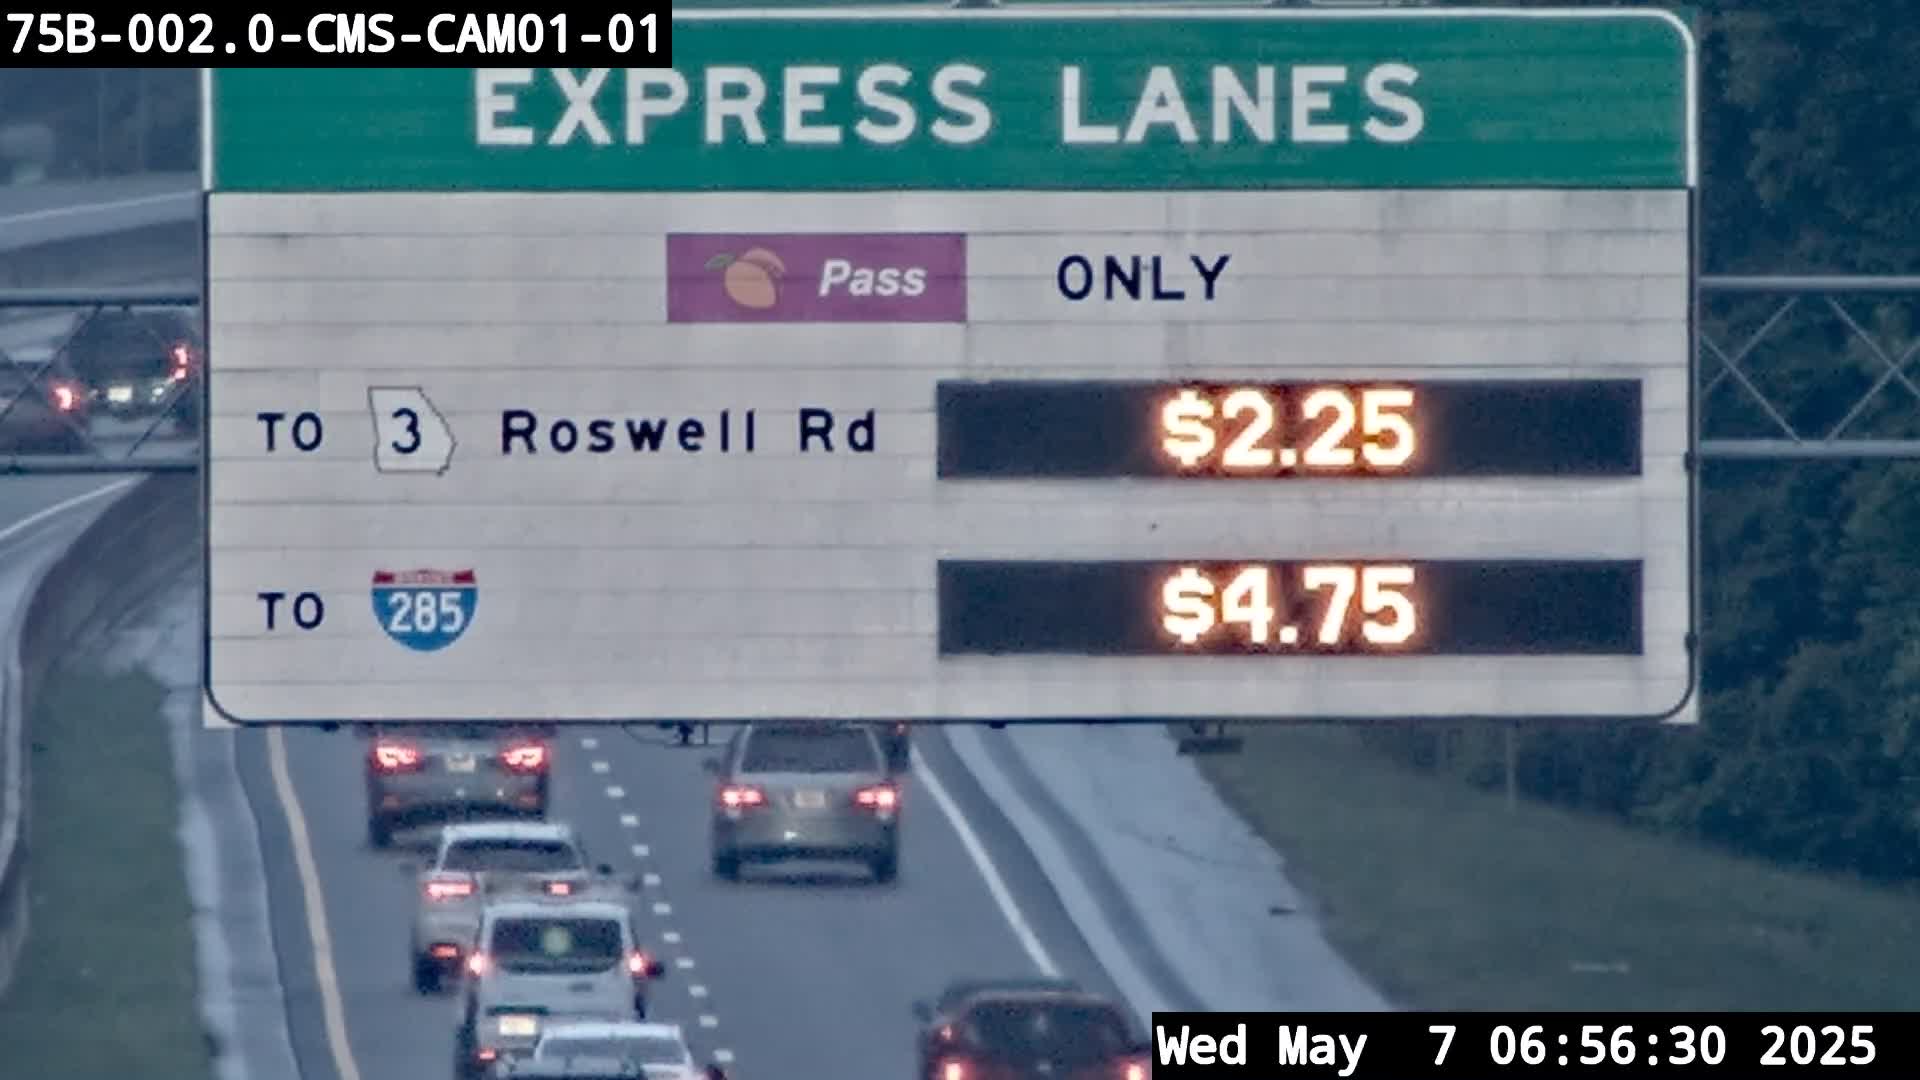 75B-002.0-CMS-CAM01-01
EXPRESS LANES
Pass ONLY
TO 3 Roswell Rd $2.25
TO 285 $4.75
Wed May 7 06:56:30 2025